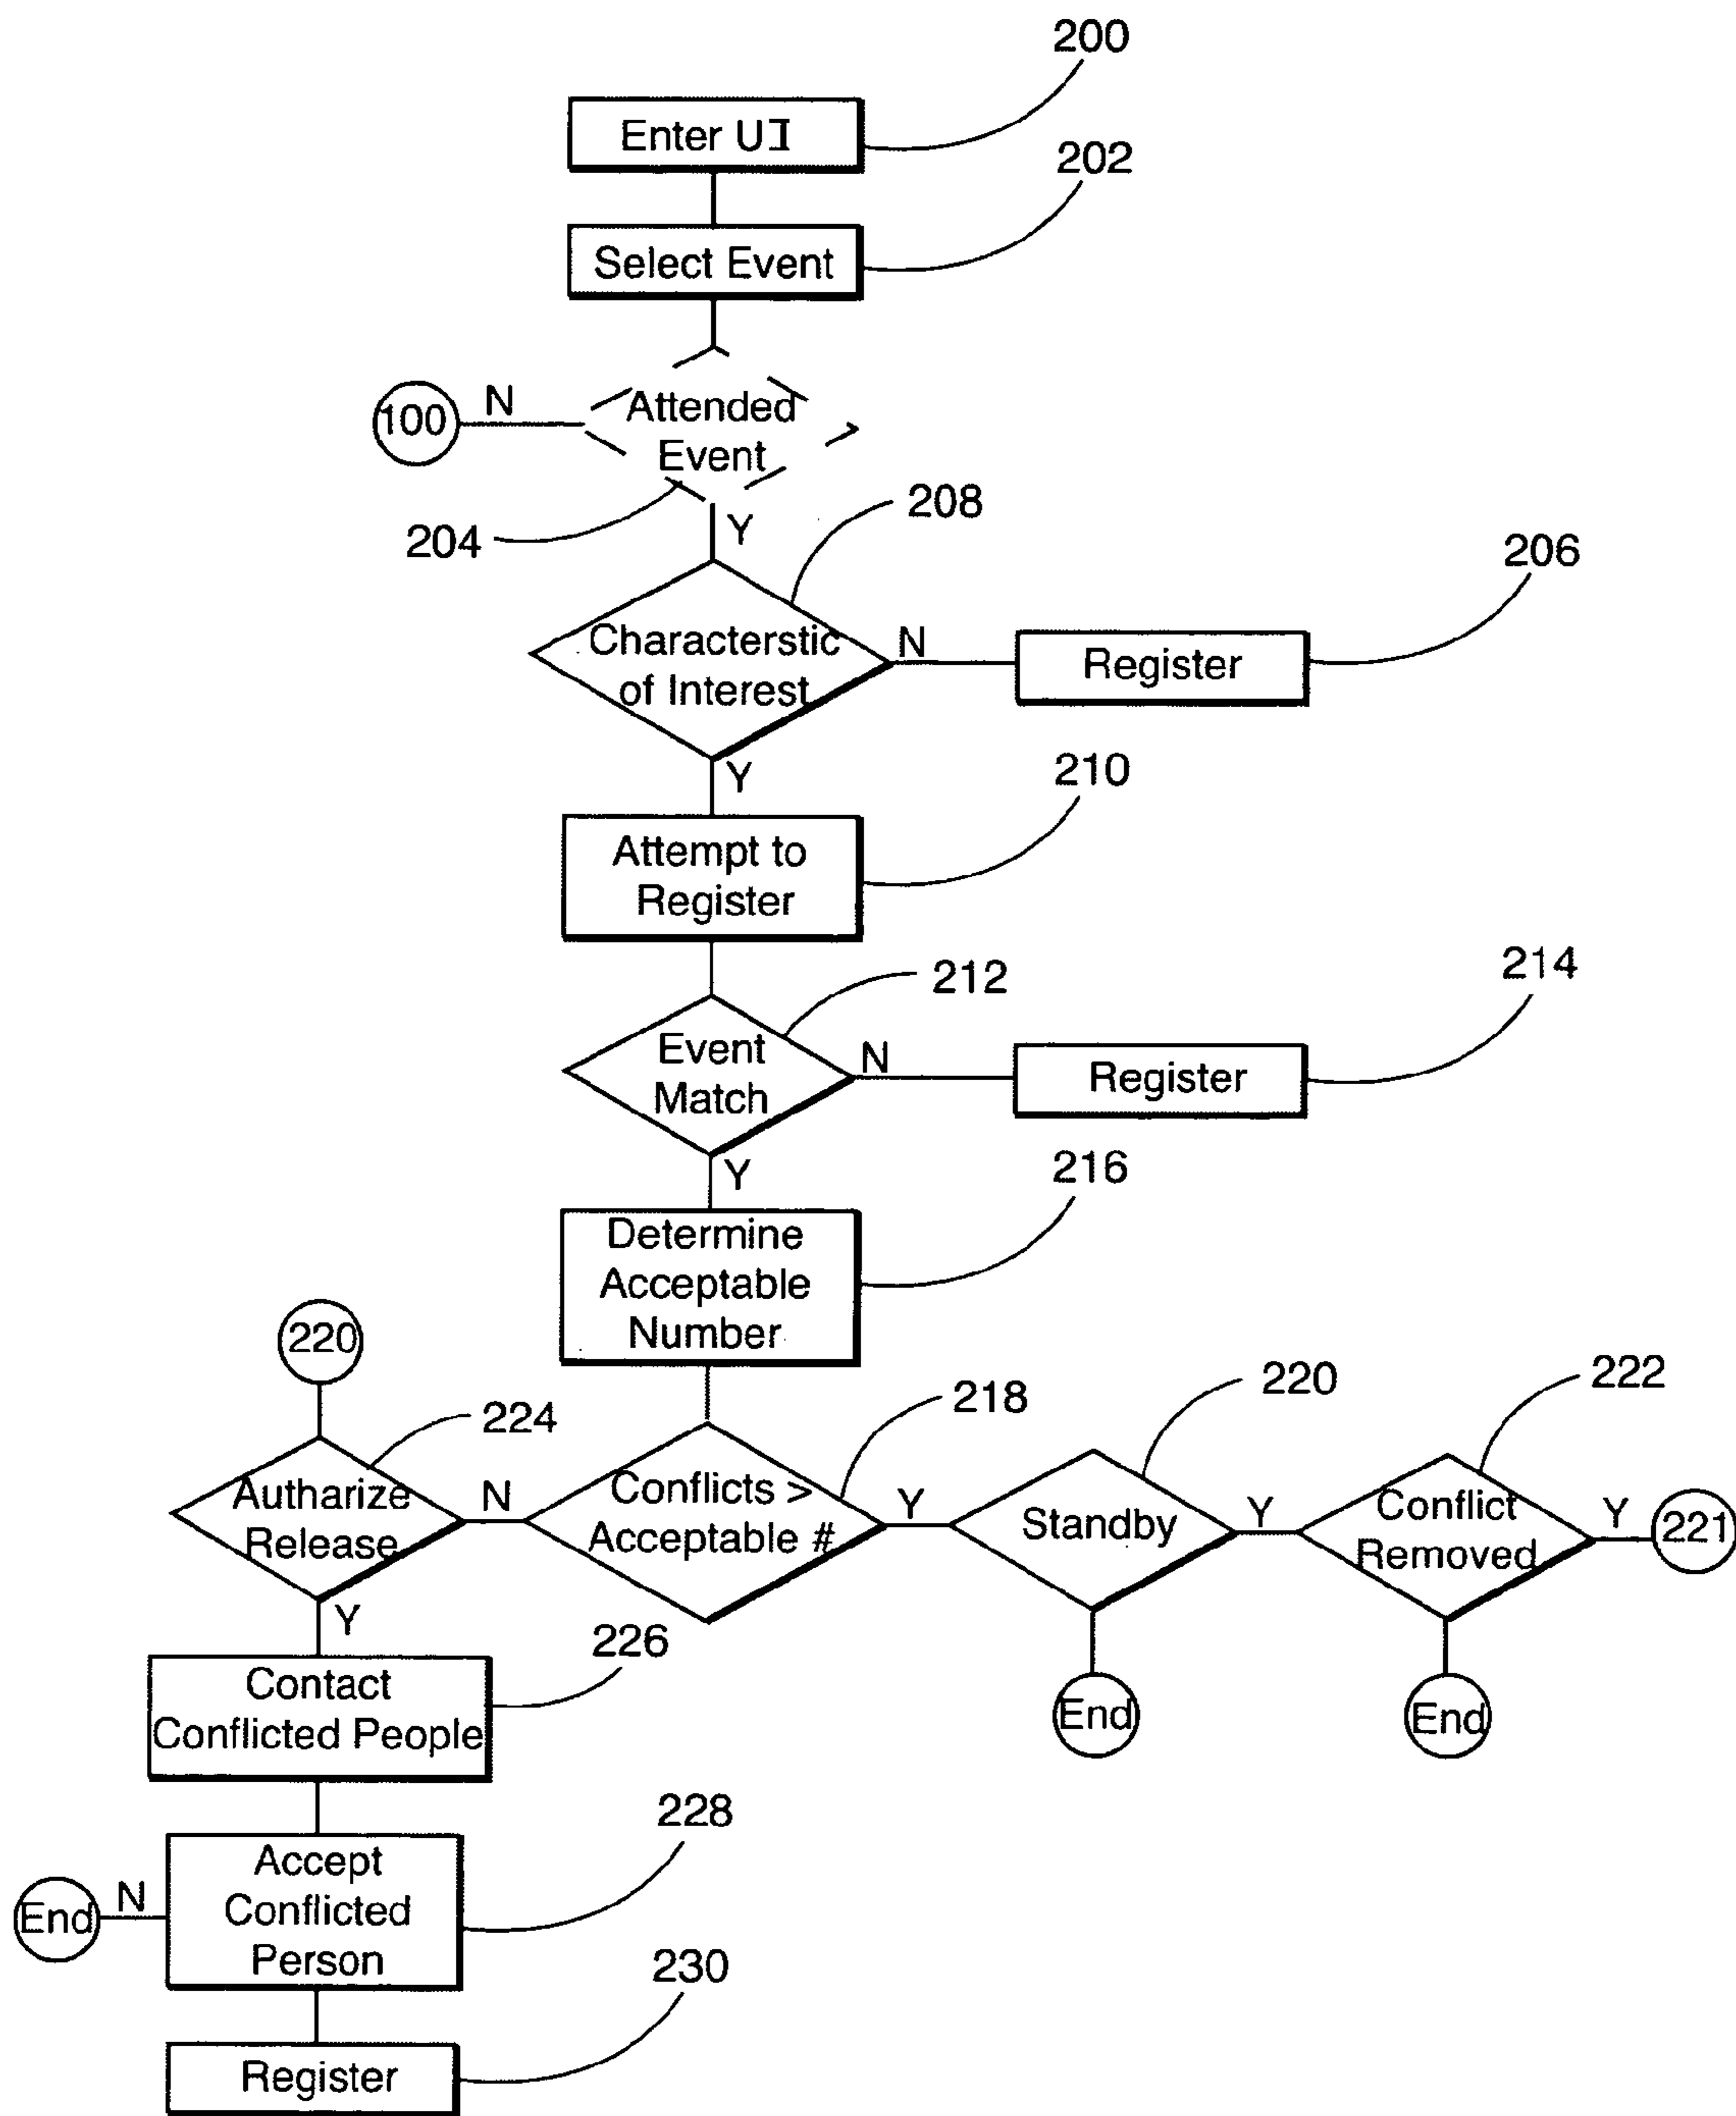 200
Enter UI
202
Select Event
100
N
Attended
Event
204
Y
208
206
Characterstic
of Interest
N
Register
Y
210
Attempt to
Register
212
214
Event
Match
N
Register
Y
216
Determine
Acceptable
Number
220
224
218
220
222
Autharize
Release
N
Conflicts >
Acceptable #
Y
Standby
Y
Conflict
Removed
Y
221
Y
226
Contact
Conflicted People
End
End
228
End
N
Accept
Conflicted
Person
230
Register